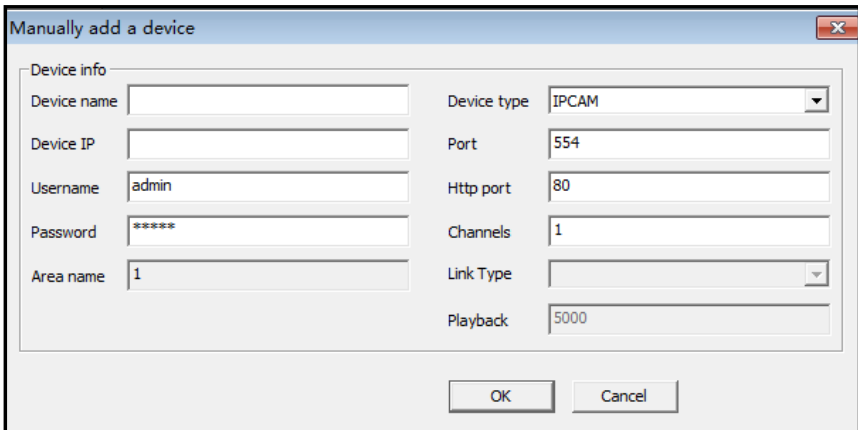 Manually add a device
Device info
Device name Device type IPCAM
Device IP Port 554
Username admin Http port 80
Password ***** Channels 1
Area name 1 Link Type
Playback 5000
OK Cancel